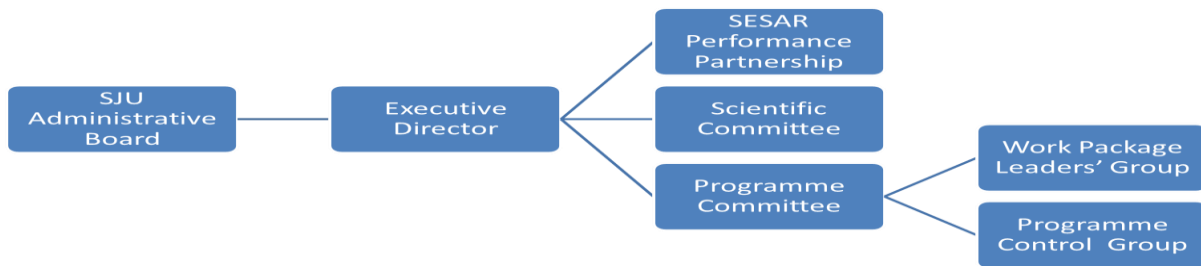 SJU
Administrative
Board
Executive
Director
SESAR
Performance
Partnership
Scientific
Committee
Programme
Committee
Work Package
Leaders’ Group
Programme
Control Group